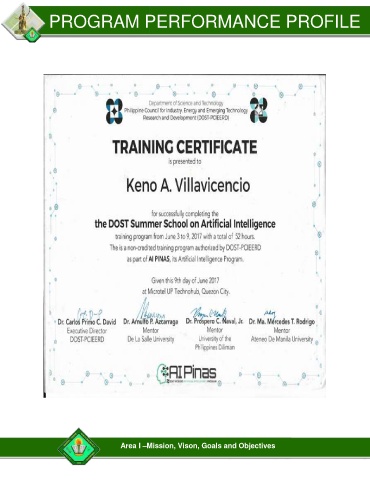 PROGRAM PERFORMANCE PROFILE
Department of Science and Technology
Philippine Council for Industry, Energy and Emerging Technology
Research and Development (DOST-PCIEERD)
TRAINING CERTIFICATE
is presented to
Keno A. Villavicencio
for successfully completing the
the DOST Summer School on Artificial Intelligence
training program from June 3 to 9, 2017 with a total of 52 hours.
The is a non-credited training program authorized by DOST-PCIEERD
as part of AI PINAS, its Artificial Intelligence Program.
Given this 9th day of June 2017
at Microtel UP Technohub, Quezon City.
Dr. Carlos Primo C. David Dr. Arnulfo P. Azcarraga Dr. Prospero C. Naval, Jr. Dr. Ma. Mercedes T. Rodrigo
Executive Director Mentor Mentor Mentor
DOST-PCIEERD De La Salle University University of the Ateneo De Manila University
Philippines Diliman
AI Pinas
Area I –Mission, Vison, Goals and Objectives